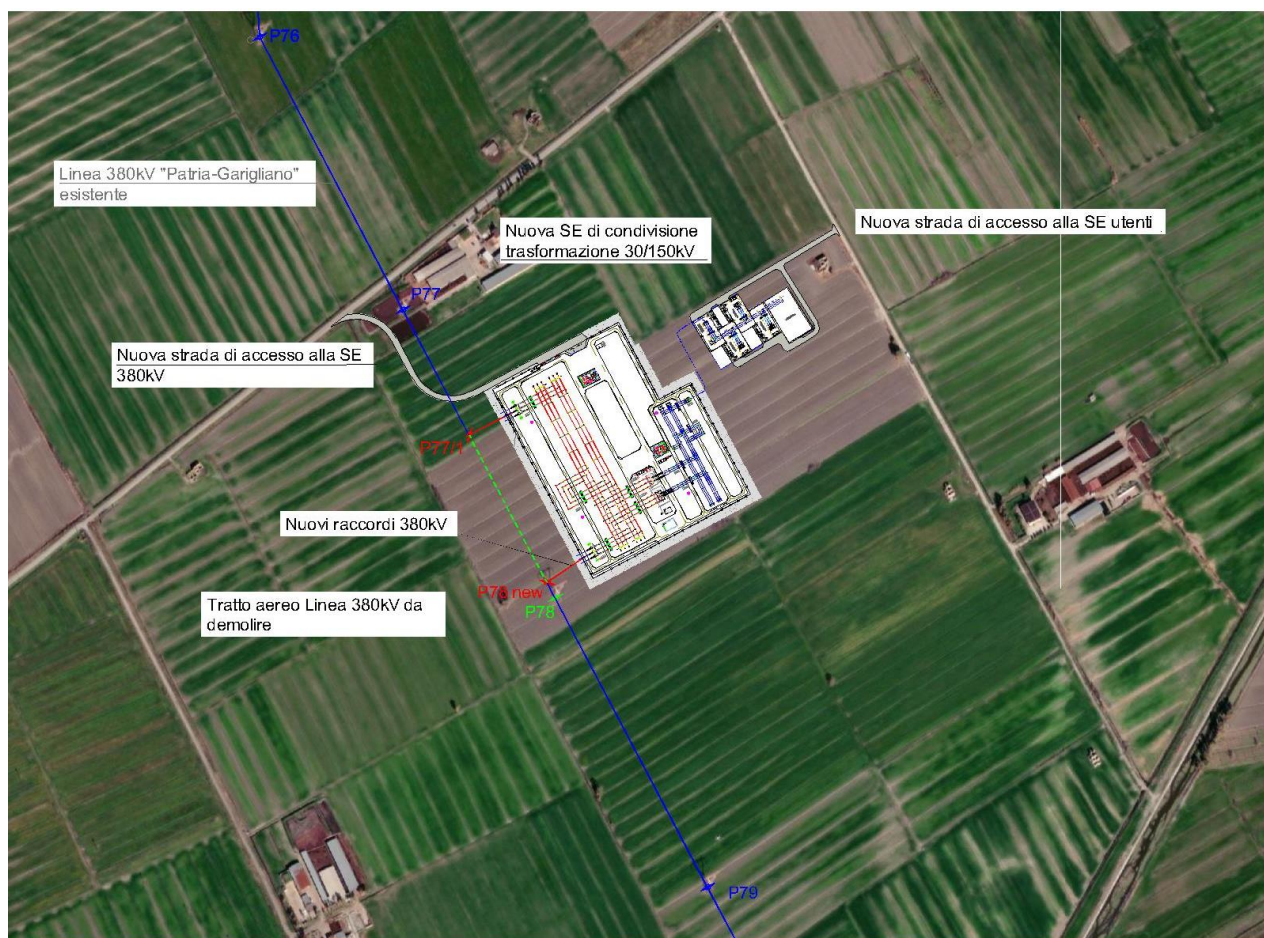 P76
Linea 380kV "Patria-Garigliano"
esistente
Nuova SE di condivisione
trasformazione 30/150kV
Nuova strada di accesso alla SE utenti
P77
Nuova strada di accesso alla SE
380kV
P77/1
Nuovi raccordi 380kV
P78 new
P78
Tratto aereo Linea 380kV da
demolire
P79